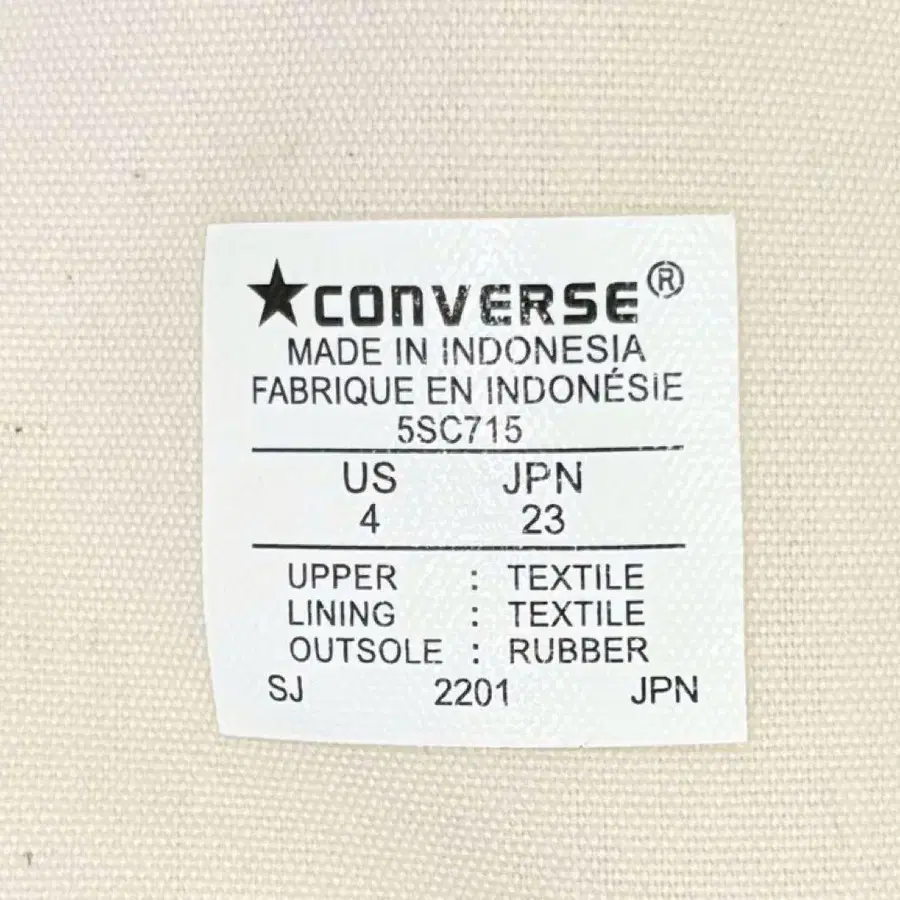 ★CONVERSE®
MADE IN INDONESIA
FABRIQUE EN INDONÉSIE
5SC715
US JPN
4 23
UPPER : TEXTILE
LINING : TEXTILE
OUTSOLE : RUBBER
SJ 2201 JPN